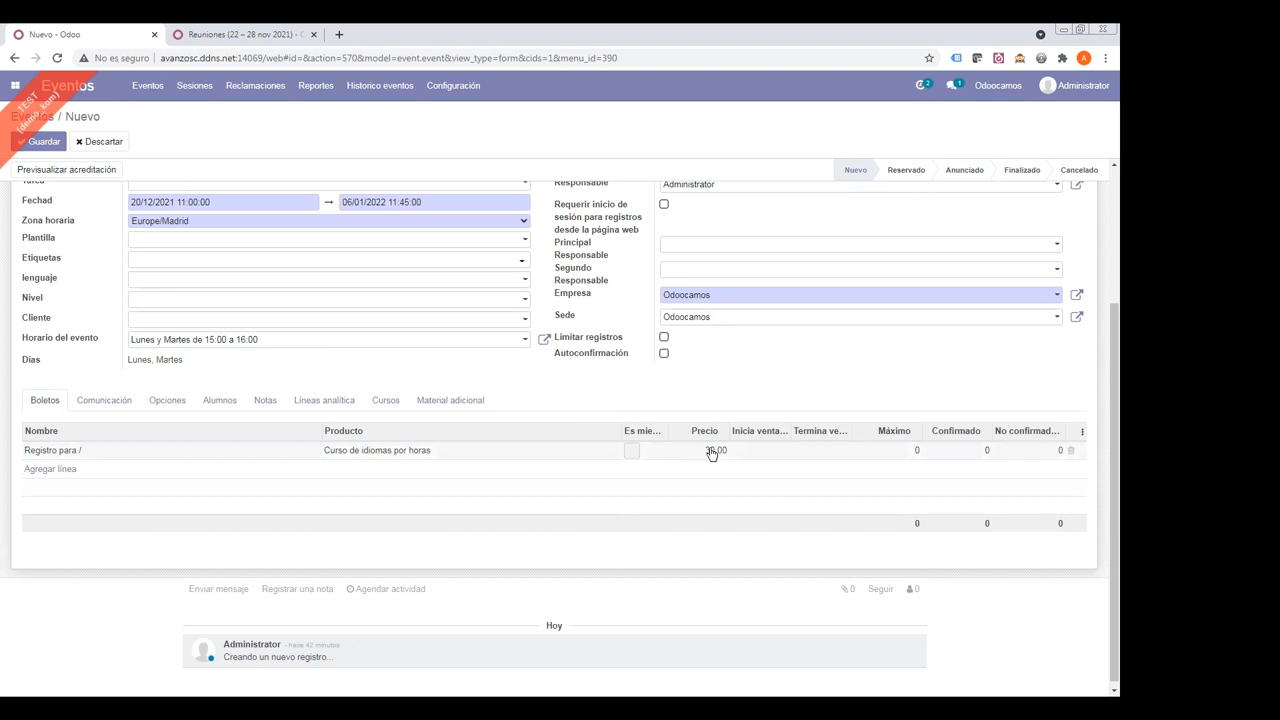 Nuevo - Odoo
Reuniones (22 – 28 nov 2021) -
No es seguro
avanzosc.ddns.net:14069/web#id=&action=570&model=event.event&view_type=form&cids=1&menu_id=390
A
Eventos
Eventos
Sesiones
Reclamaciones
Reportes
Historico eventos
Configuración
2
1
Odoocamos
Administrator
TEST
Eventos / Nuevo
Guardar
Descartar
Previsualizar acreditación
Nuevo
Reservado
Anunciado
Finalizado
Cancelado
Tarea
Responsable
Administrator
Fechad
20/12/2021 11:00:00
→
06/01/2022 11:45:00
Requerir inicio de
sesión para registros
desde la página web
Zona horaria
Europe/Madrid
Plantilla
Principal
Responsable
Etiquetas
Segundo
Responsable
lenguaje
Nivel
Empresa
Odoocamos
Cliente
Sede
Odoocamos
Horario del evento
Lunes y Martes de 15:00 a 16:00
Limitar registros
Días
Lunes, Martes
Autoconfirmación
Boletos
Comunicación
Opciones
Alumnos
Notas
Líneas analítica
Cursos
Material adicional
Nombre
Producto
Es mie...
Precio
Inicia venta...
Termina ve...
Máximo
Confirmado
No confirmad...
Registro para /
Curso de idiomas por horas
0
0
0
Agregar línea
0
0
0
Enviar mensaje
Registrar una nota
Agendar actividad
0
Seguir
0
Hoy
Administrator - hace 42 minutos
Creando un nuevo registro...